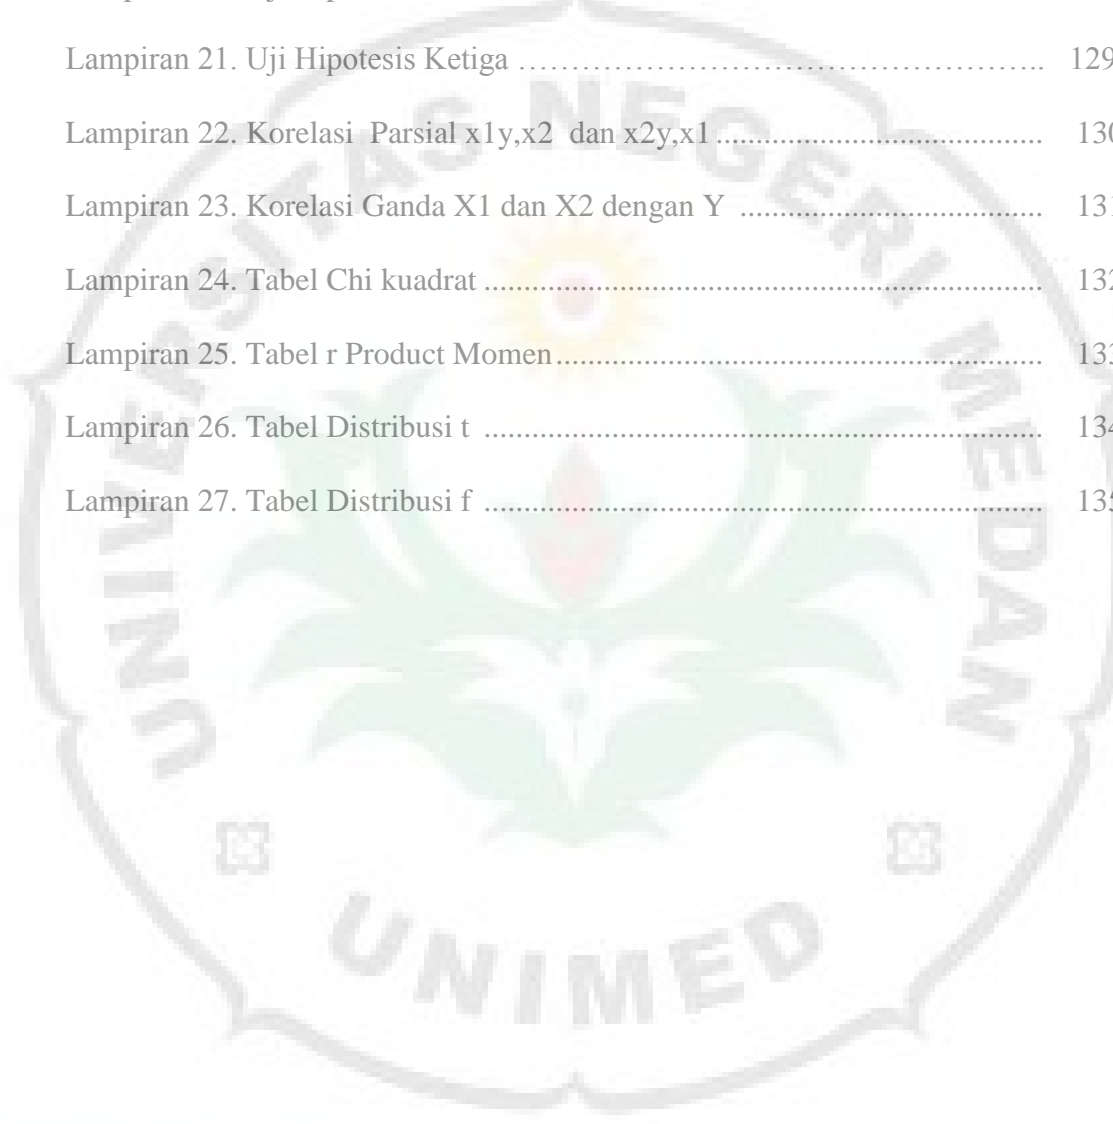 Lampiran 21. Uji Hipotesis Ketiga ………………………………………….. 129
Lampiran 22. Korelasi Parsial x1y,x2 dan x2y,x1 ......................................... 130
Lampiran 23. Korelasi Ganda X1 dan X2 dengan Y ...................................... 131
Lampiran 24. Tabel Chi kuadrat ...................................................................... 132
Lampiran 25. Tabel r Product Momen ............................................................. 133
Lampiran 26. Tabel Distribusi t ...................................................................... 134
Lampiran 27. Tabel Distribusi f ...................................................................... 135
UNIVERSITAS NEGERI MEDAN
UNIMED